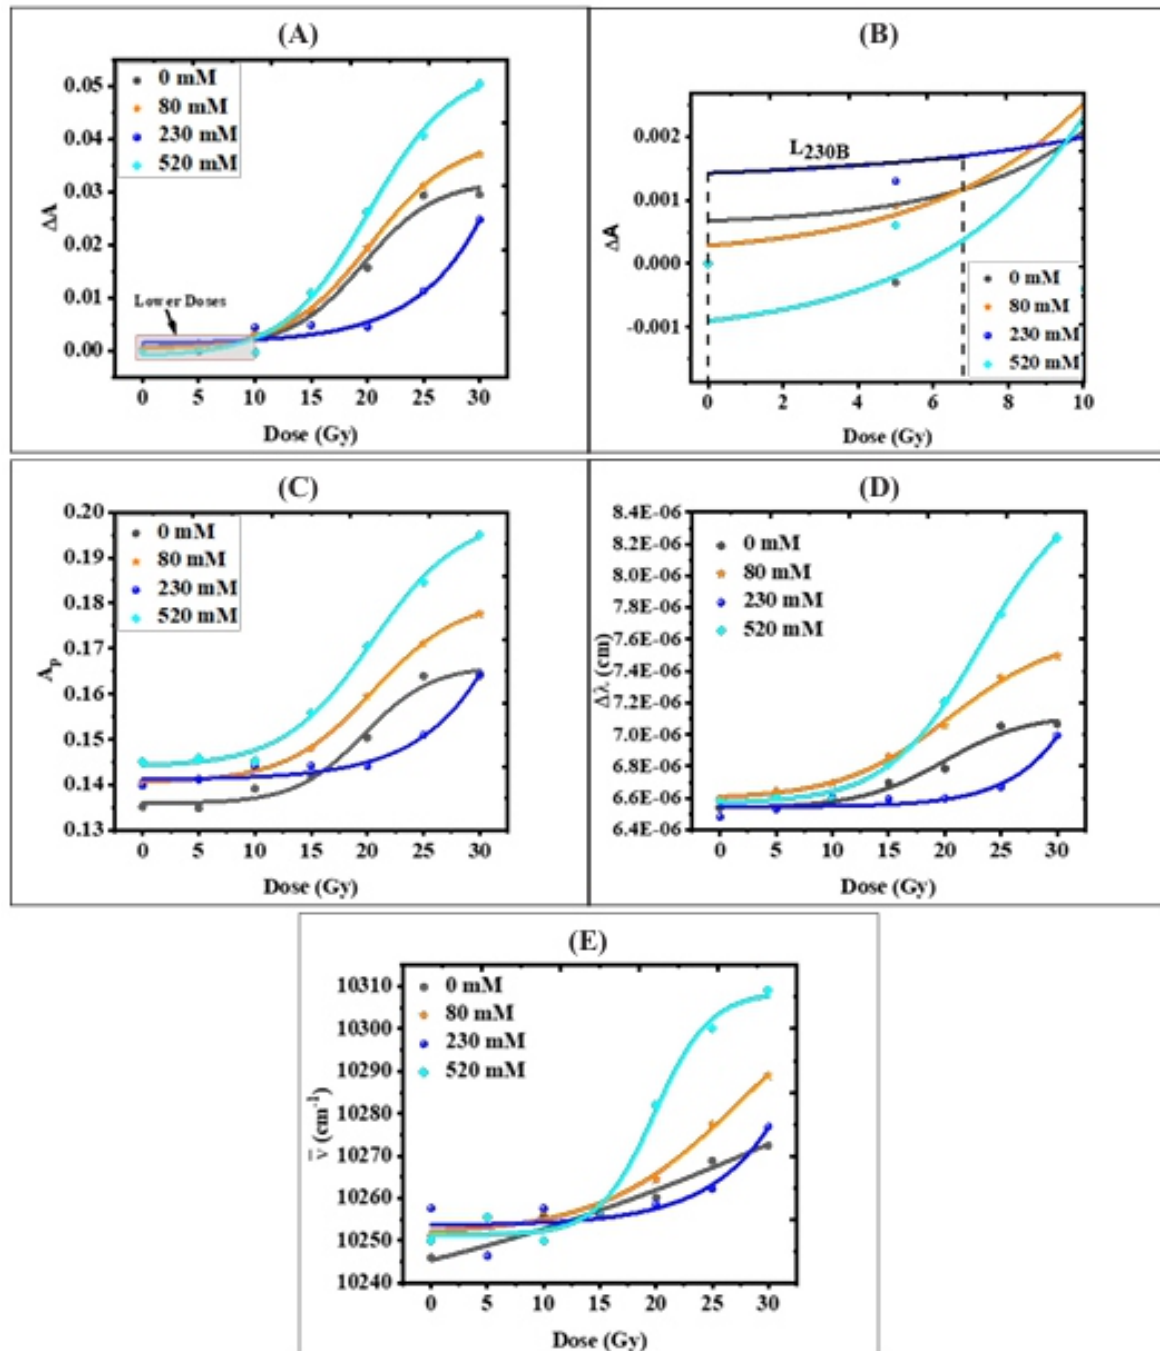 (A)
0 mM
80 mM
230 mM
520 mM
Lower Doses
ΔA
0.05
0.04
0.03
0.02
0.01
0.00
0 5 10 15 20 25 30
Dose (Gy)
(B)
L230B
ΔA
0.002
0.001
0.000
-0.001
0 mM
80 mM
230 mM
520 mM
0 2 4 6 8 10
Dose (Gy)
(C)
0 mM
80 mM
230 mM
520 mM
Ap
0.20
0.19
0.18
0.17
0.16
0.15
0.14
0.13
0 5 10 15 20 25 30
Dose (Gy)
(D)
0 mM
80 mM
230 mM
520 mM
Δλ (cm)
8.4E-06
8.2E-06
8.0E-06
7.8E-06
7.6E-06
7.4E-06
7.2E-06
7.0E-06
6.8E-06
6.6E-06
6.4E-06
0 5 10 15 20 25 30
Dose (Gy)
(E)
0 mM
80 mM
230 mM
520 mM
v̅ (cm⁻¹)
10310
10300
10290
10280
10270
10260
10250
10240
0 5 10 15 20 25 30
Dose (Gy)